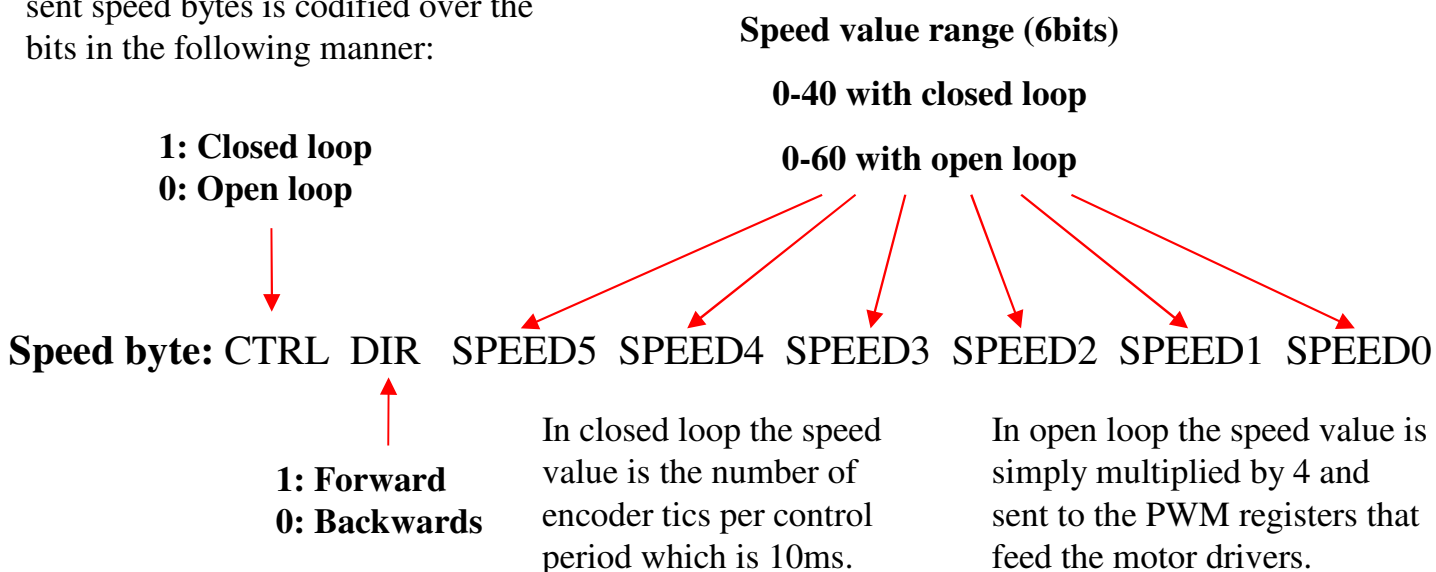 sent speed bytes is codified over the
bits in the following manner:
Speed value range (6bits)
0-40 with closed loop
0-60 with open loop
1: Closed loop
0: Open loop
Speed byte: CTRL DIR SPEED5 SPEED4 SPEED3 SPEED2 SPEED1 SPEED0
1: Forward
0: Backwards
In closed loop the speed
value is the number of
encoder tics per control
period which is 10ms.
In open loop the speed value is
simply multiplied by 4 and
sent to the PWM registers that
feed the motor drivers.